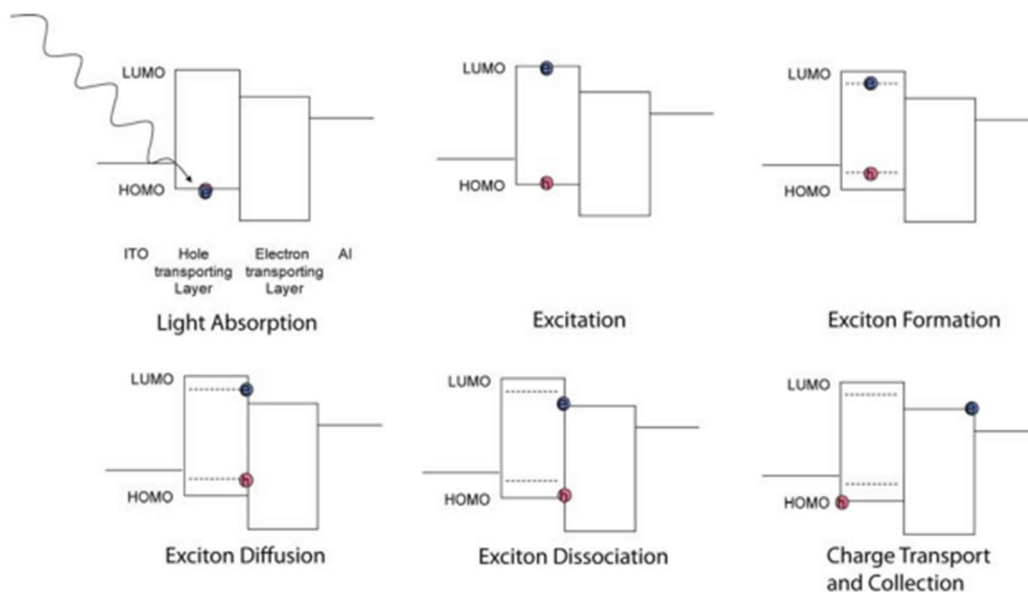 LUMO
e
HOMO
ITO
Hole transporting Layer
Electron transporting Layer
Al
Light Absorption
LUMO
e
HOMO
h
Excitation
LUMO
e
h
HOMO
Exciton Formation
LUMO
e
h
HOMO
Exciton Diffusion
LUMO
e
h
HOMO
Exciton Dissociation
LUMO
e
HOMO
h
Charge Transport
and Collection